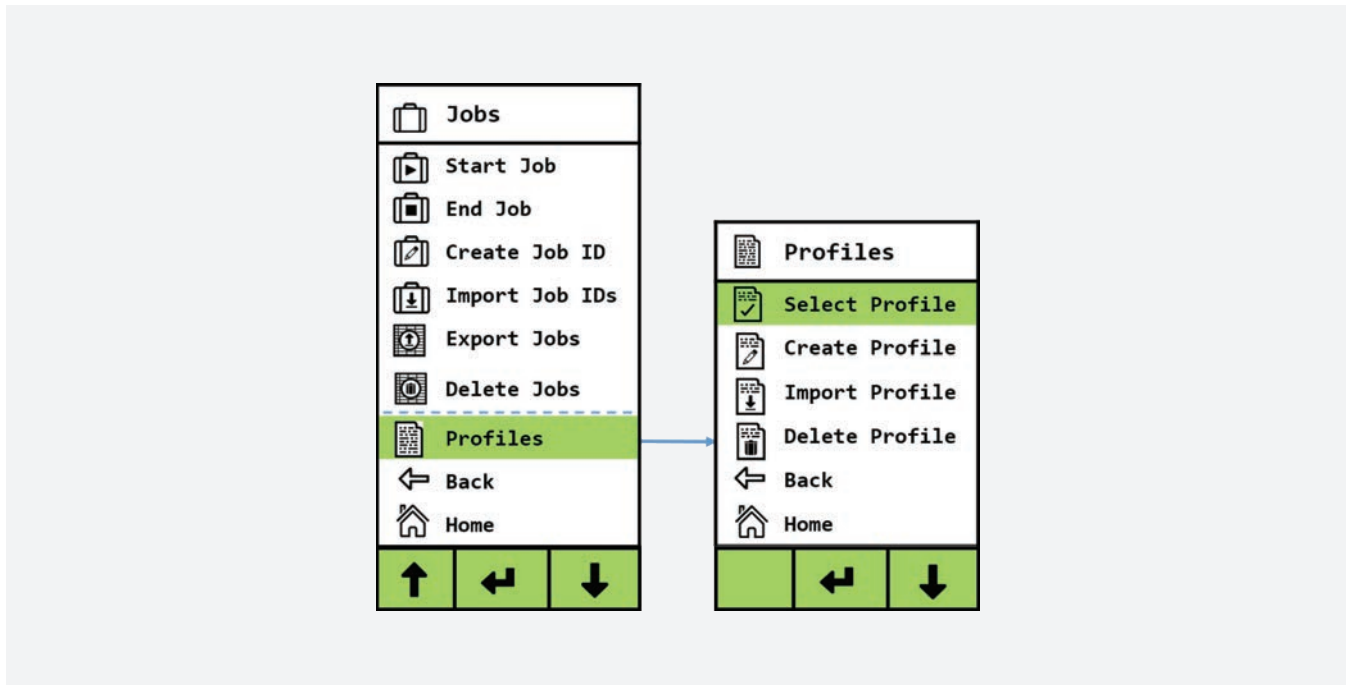 Jobs
Start Job
End Job
Create Job ID
Import Job IDs
Export Jobs
Delete Jobs
Profiles
Back
Home
Profiles
Select Profile
Create Profile
Import Profile
Delete Profile
Back
Home